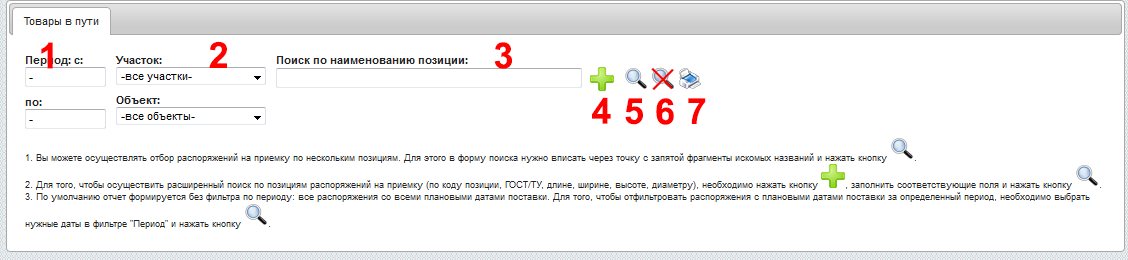 Товары в пути
1 2 3
Период: с: Участок: Поиск по наименованию позиции:
- -все участки-
4 5 6 7
по: Объект:
- -все объекты-
1. Вы можете осуществлять отбор распоряжений на приемку по нескольким позициям. Для этого в форму поиска нужно вписать через точку с запятой фрагменты искомых названий и нажать кнопку .
2. Для того, чтобы осуществить расширенный поиск по позициям распоряжений на приемку (по коду позиции, ГОСТ/ТУ, длине, ширине, высоте, диаметру), необходимо нажать кнопку , заполнить соответствующие поля и нажать кнопку .
3. По умолчанию отчет формируется без фильтра по периоду: все распоряжения со всеми плановыми датами поставки. Для того, чтобы отфильтровать распоряжения с плановыми датами поставки за определенный период, необходимо выбрать
нужные даты в фильтре "Период" и нажать кнопку .